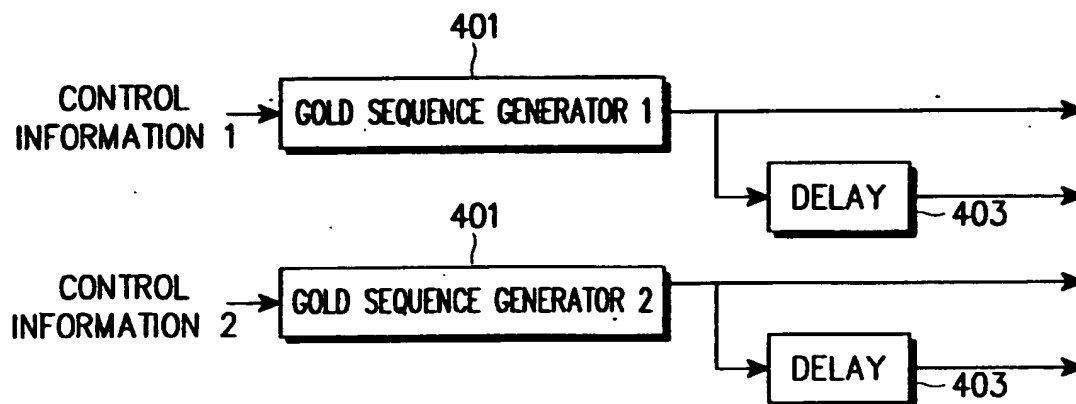 401
CONTROL
INFORMATION 1
GOLD SEQUENCE GENERATOR 1
DELAY
403
401
CONTROL
INFORMATION 2
GOLD SEQUENCE GENERATOR 2
DELAY
403